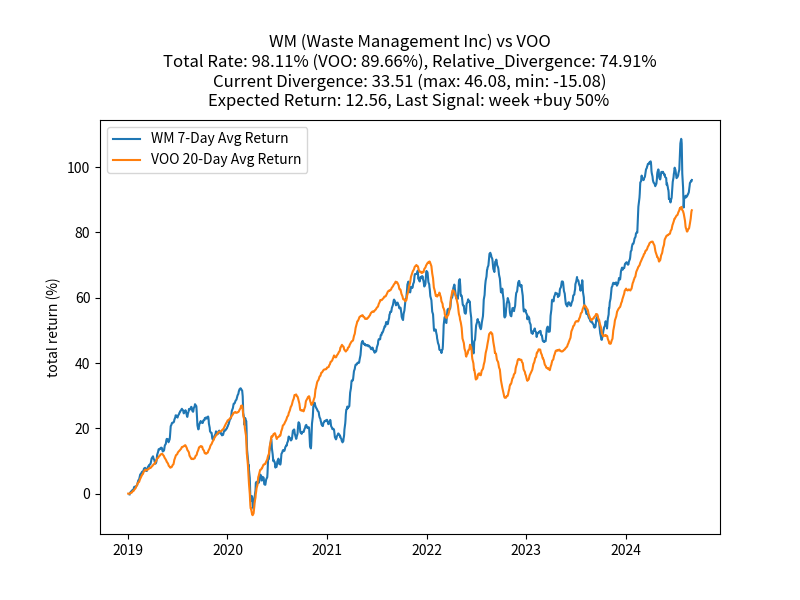 WM (Waste Management Inc) vs VOO
Total Rate: 98.11% (VOO: 89.66%), Relative_Divergence: 74.91%
Current Divergence: 33.51 (max: 46.08, min: -15.08)
Expected Return: 12.56, Last Signal: week +buy 50%
WM 7-Day Avg Return
VOO 20-Day Avg Return
total return (%)
100
80
60
40
20
0
2019 2020 2021 2022 2023 2024